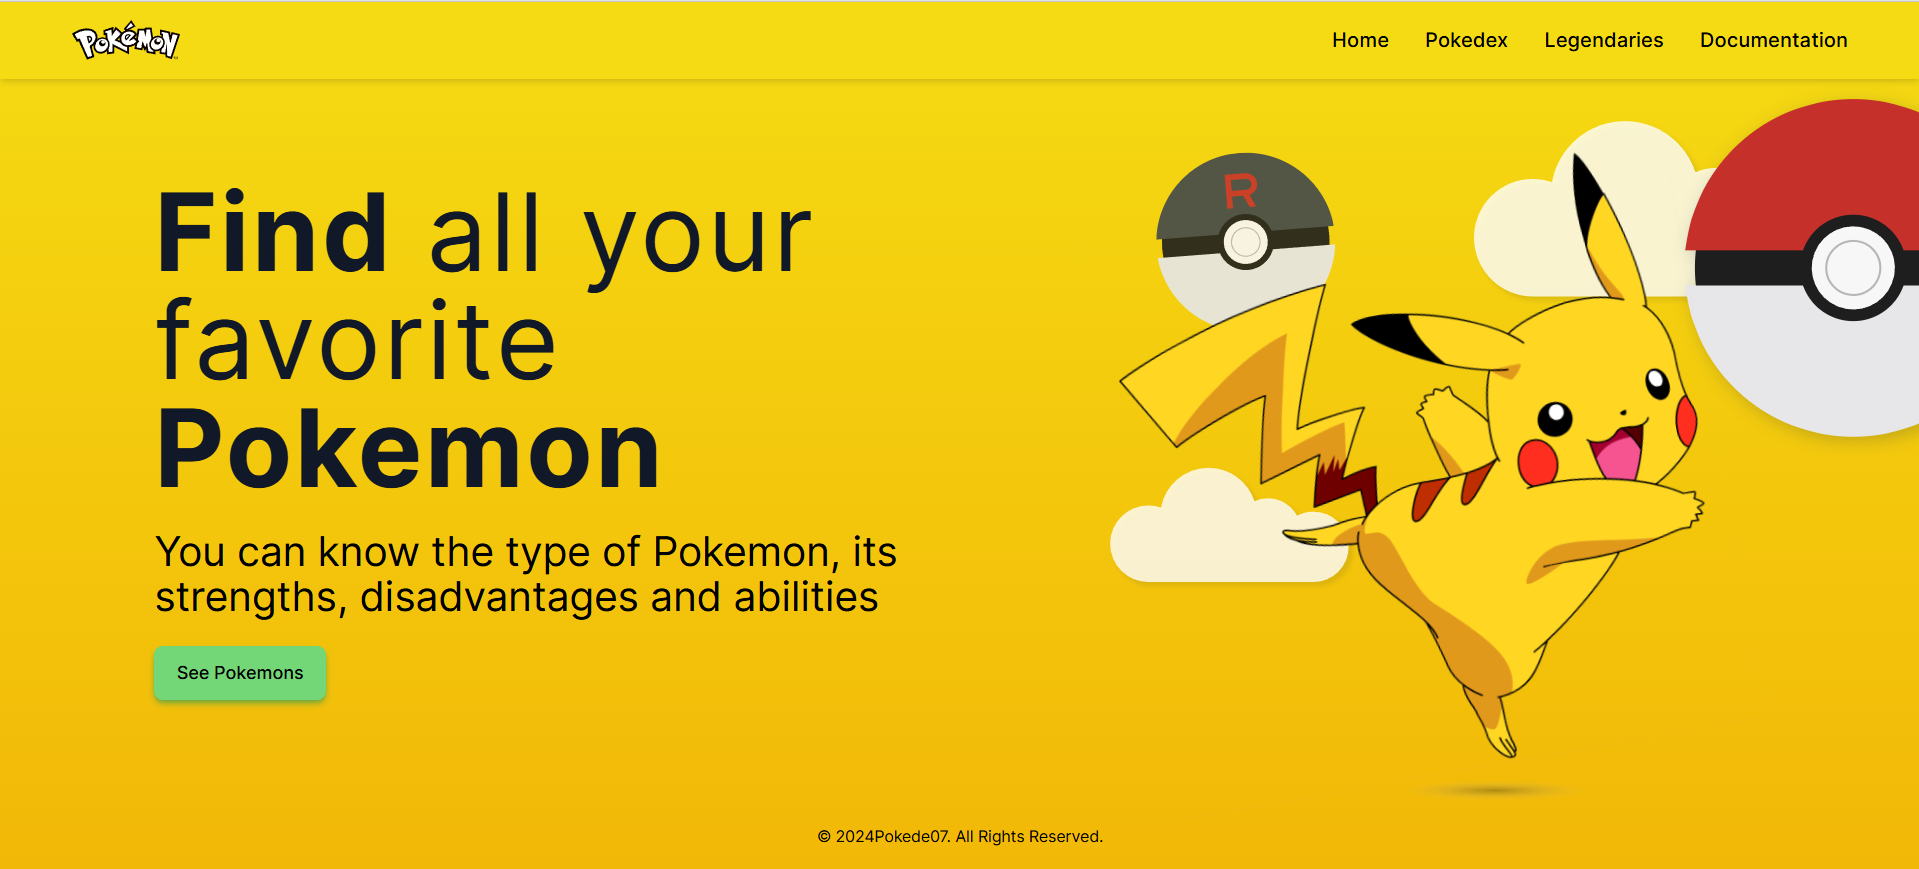 Pokémon
Home Pokedex Legendaries Documentation
R
Find all your
favorite
Pokemon
You can know the type of Pokemon, its
strengths, disadvantages and abilities
See Pokemons
© 2024Pokede07. All Rights Reserved.